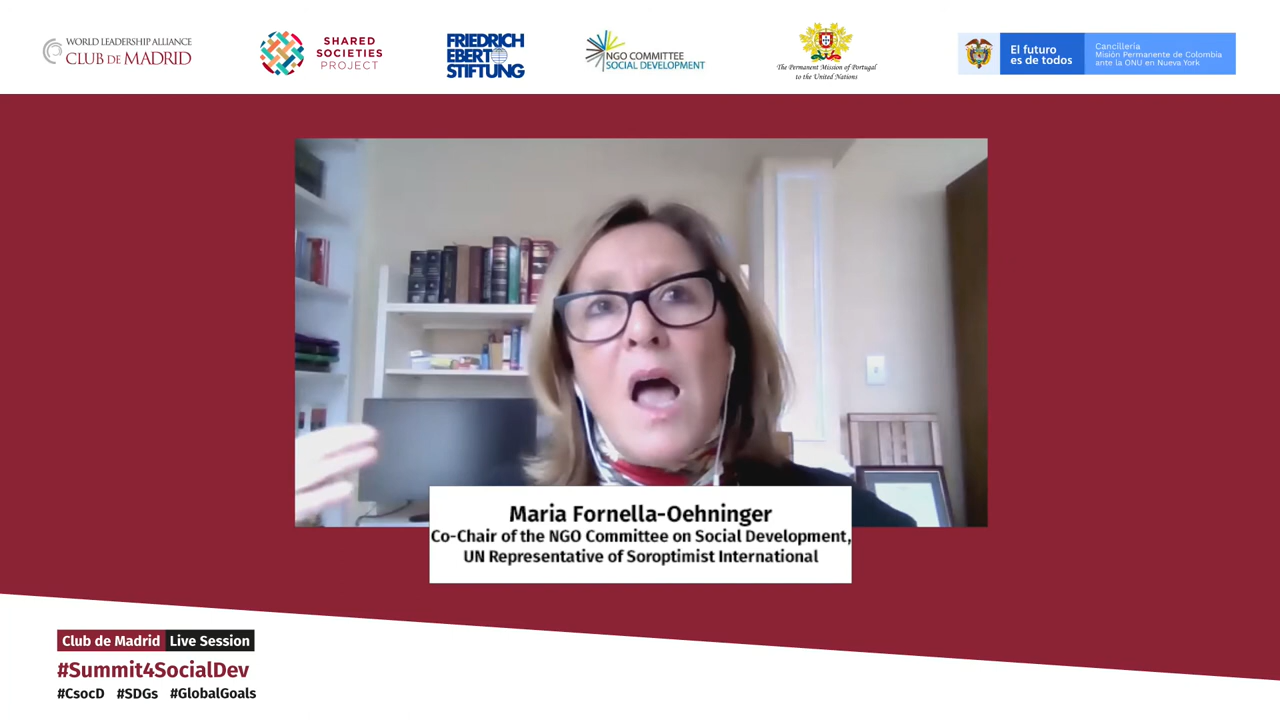 WORLD LEADERSHIP ALLIANCE
CLUB DE MADRID
SHARED
SOCIETIES
PROJECT
FRIEDRICH
EBERT
STIFTUNG
NGO COMMITTEE
SOCIAL DEVELOPMENT
The Permanent Mission of Portugal
to the United Nations
El futuro
es de todos
Cancillería
Misión Permanente de Colombia
ante la ONU en Nueva York
Maria Fornella-Oehninger
Co-Chair of the NGO Committee on Social Development,
UN Representative of Soroptimist International
Club de Madrid Live Session
#Summit4SocialDev
#CsocD #SDGs #GlobalGoals